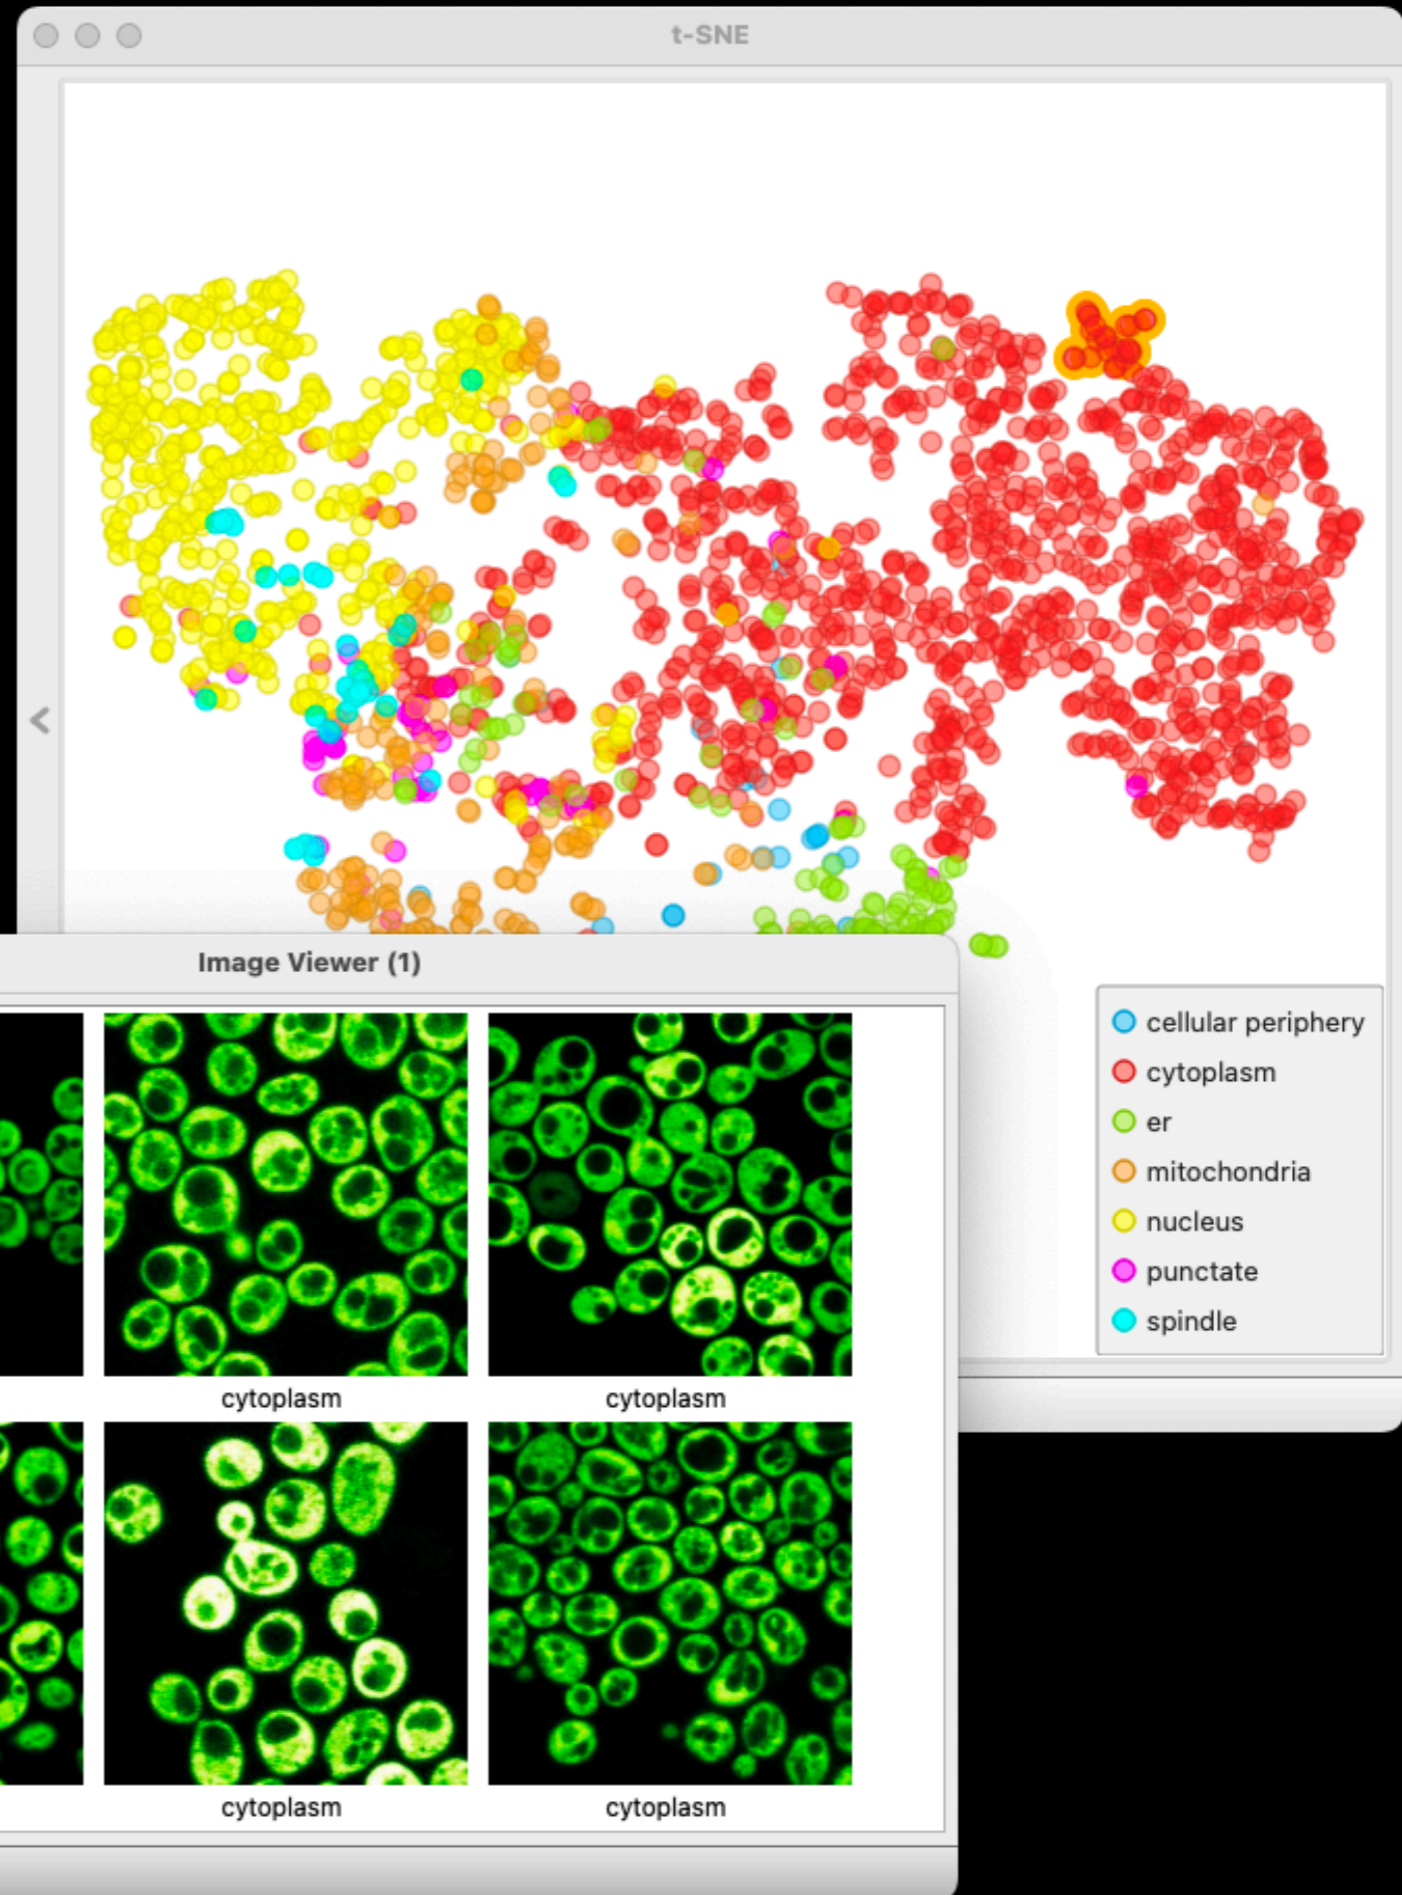 t-SNE
Image Viewer (1)
cellular periphery
cytoplasm
er
mitochondria
nucleus
punctate
spindle
cytoplasm
cytoplasm
cytoplasm
cytoplasm